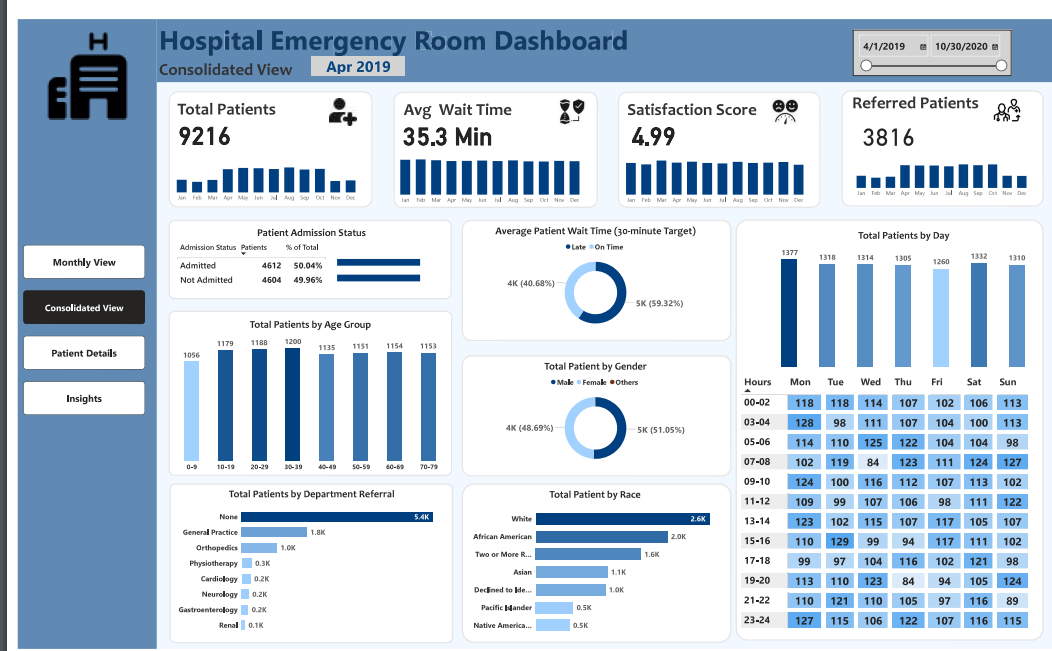 H
Hospital Emergency Room Dashboard
Consolidated View Apr 2019
4/1/2019 10/30/2020
Monthly View
Consolidated View
Patient Details
Insights
Total Patients
9216
Jan Feb Mar Apr May Jun Jul Aug Sep Oct Nov Dec
Avg Wait Time
35.3 Min
Jan Feb Mar Apr May Jun Jul Aug Sep Oct Nov Dec
Satisfaction Score
4.99
Jan Feb Mar Apr May Jun Jul Aug Sep Oct Nov Dec
Referred Patients
3816
Jan Feb Mar Apr May Jun Jul Aug Sep Oct Nov Dec
Patient Admission Status
Admission Status Patients % of Total
Admitted 4612 50.04%
Not Admitted 4604 49.96%
Total Patients by Age Group
1056 1179 1188 1200 1135 1151 1154 1153
0-9 10-19 20-29 30-39 40-49 50-59 60-69 70-79
Total Patients by Department Referral
None 5.4K
General Practice 1.8K
Orthopedics 1.0K
Physiotherapy 0.3K
Cardiology 0.2K
Neurology 0.2K
Gastroenterology 0.2K
Renal 0.1K
Average Patient Wait Time (30-minute Target)
Late On Time
4K (40.68%)
5K (59.32%)
Total Patient by Gender
Male Female Others
4K (48.69%)
5K (51.05%)
Total Patient by Race
White 2.6K
African American 2.0K
Two or More R... 1.6K
Asian 1.1K
Declined to Ide... 1.0K
Pacific Islander 0.5K
Native America... 0.5K
Total Patients by Day
1377 1318 1314 1305 1260 1332 1310
Hours Mon Tue Wed Thu Fri Sat Sun
00-02 118 118 114 107 102 106 113
03-04 128 98 111 107 104 100 113
05-06 114 110 125 122 104 104 98
07-08 102 119 84 123 111 124 127
09-10 124 100 116 112 107 113 102
11-12 109 99 107 106 98 111 122
13-14 123 102 115 107 117 105 107
15-16 110 129 99 94 117 111 102
17-18 99 97 104 116 102 121 98
19-20 113 110 123 84 94 105 124
21-22 110 121 110 105 97 116 89
23-24 127 115 106 122 107 116 115